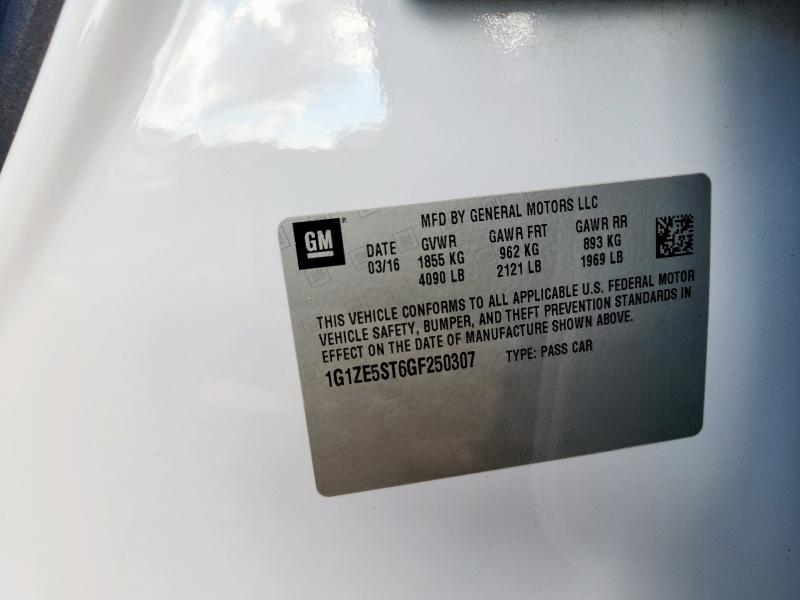 MFD BY GENERAL MOTORS LLC
GM
DATE GVWR GAWR FRT GAWR RR
03/16 1855 KG 962 KG 893 KG
4090 LB 2121 LB 1969 LB
THIS VEHICLE CONFORMS TO ALL APPLICABLE U.S. FEDERAL MOTOR
VEHICLE SAFETY, BUMPER, AND THEFT PREVENTION STANDARDS IN
EFFECT ON THE DATE OF MANUFACTURE SHOWN ABOVE.
1G1ZE5ST6GF250307 TYPE: PASS CAR